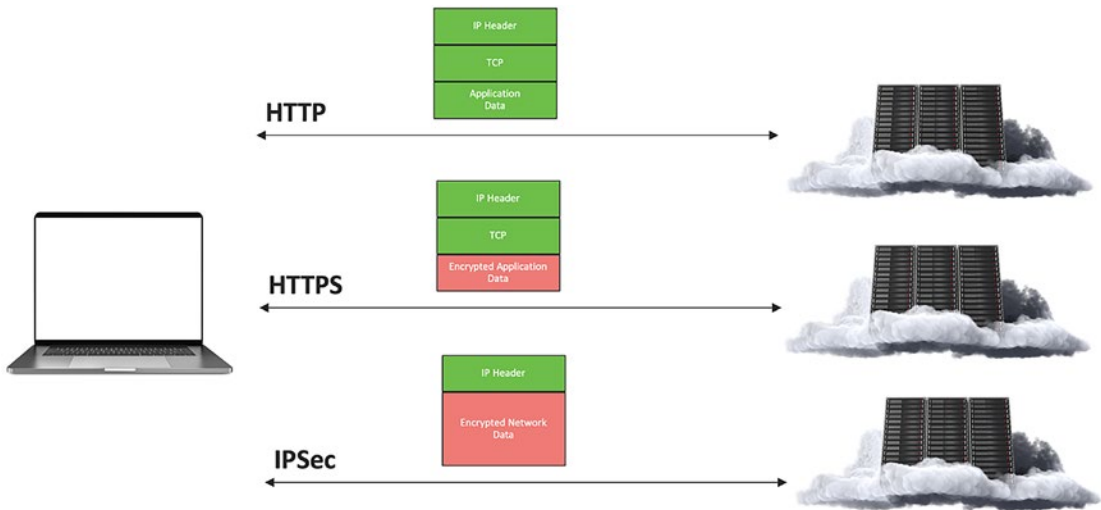 IP Header
TCP
Application
Data
HTTP
IP Header
TCP
Encrypted Application
Data
HTTPS
IP Header
Encrypted Network
Data
IPSec